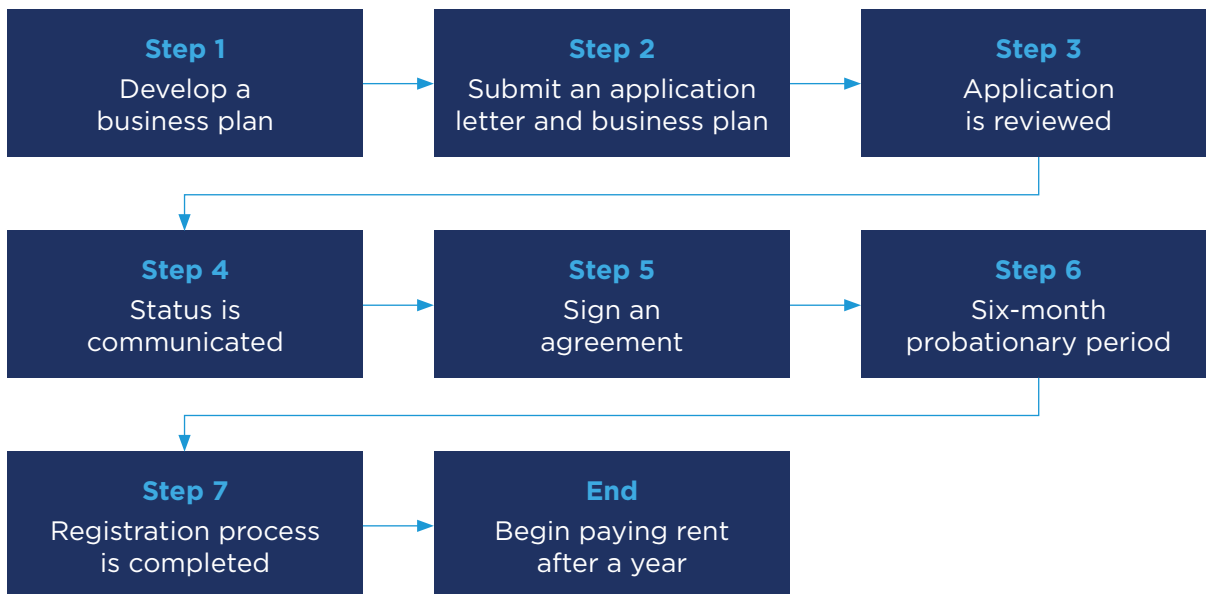 Step 1
Develop a
business plan
Step 2
Submit an application
letter and business plan
Step 3
Application
is reviewed
Step 4
Status is
communicated
Step 5
Sign an
agreement
Step 6
Six-month
probationary period
Step 7
Registration process
is completed
End
Begin paying rent
after a year